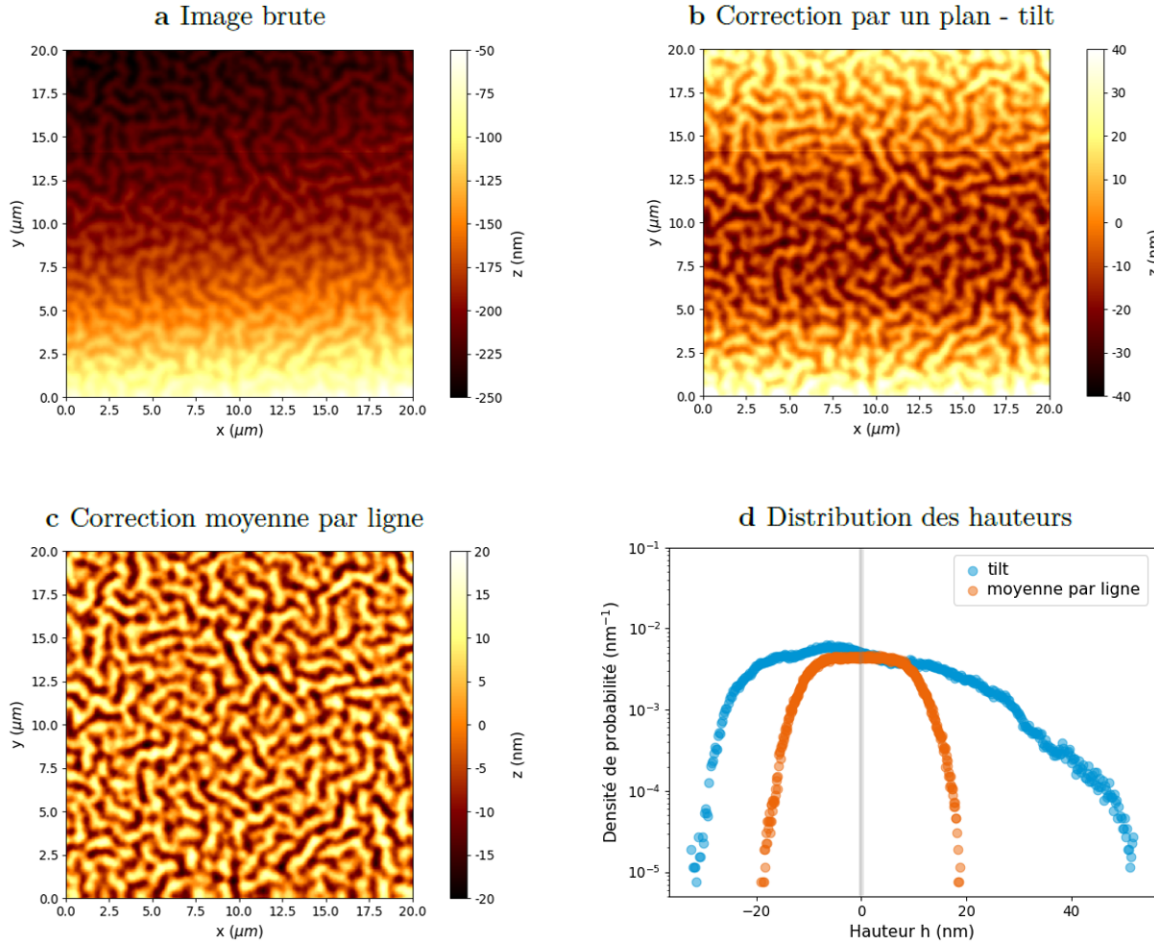 a Image brute
20.0
17.5
15.0
12.5
10.0
7.5
5.0
2.5
0.0
y (μm)
0.0 2.5 5.0 7.5 10.0 12.5 15.0 17.5 20.0
x (μm)
-50
-100
-150
-200
-250
z (nm)
b Correction par un plan - tilt
20.0
17.5
15.0
12.5
10.0
7.5
5.0
2.5
0.0
y (μm)
0.0 2.5 5.0 7.5 10.0 12.5 15.0 17.5 20.0
x (μm)
40
30
20
10
0
-10
-20
-30
-40
z (nm)
c Correction moyenne par ligne
20.0
17.5
15.0
12.5
10.0
7.5
5.0
2.5
0.0
y (μm)
0.0 2.5 5.0 7.5 10.0 12.5 15.0 17.5 20.0
x (μm)
20
15
10
5
0
-5
-10
-15
-20
z (nm)
d Distribution des hauteurs
tilt
moyenne par ligne
10⁻¹
10⁻²
10⁻³
10⁻⁴
10⁻⁵
Densité de probabilité (nm⁻¹)
−20 0 20 40
Hauteur h (nm)